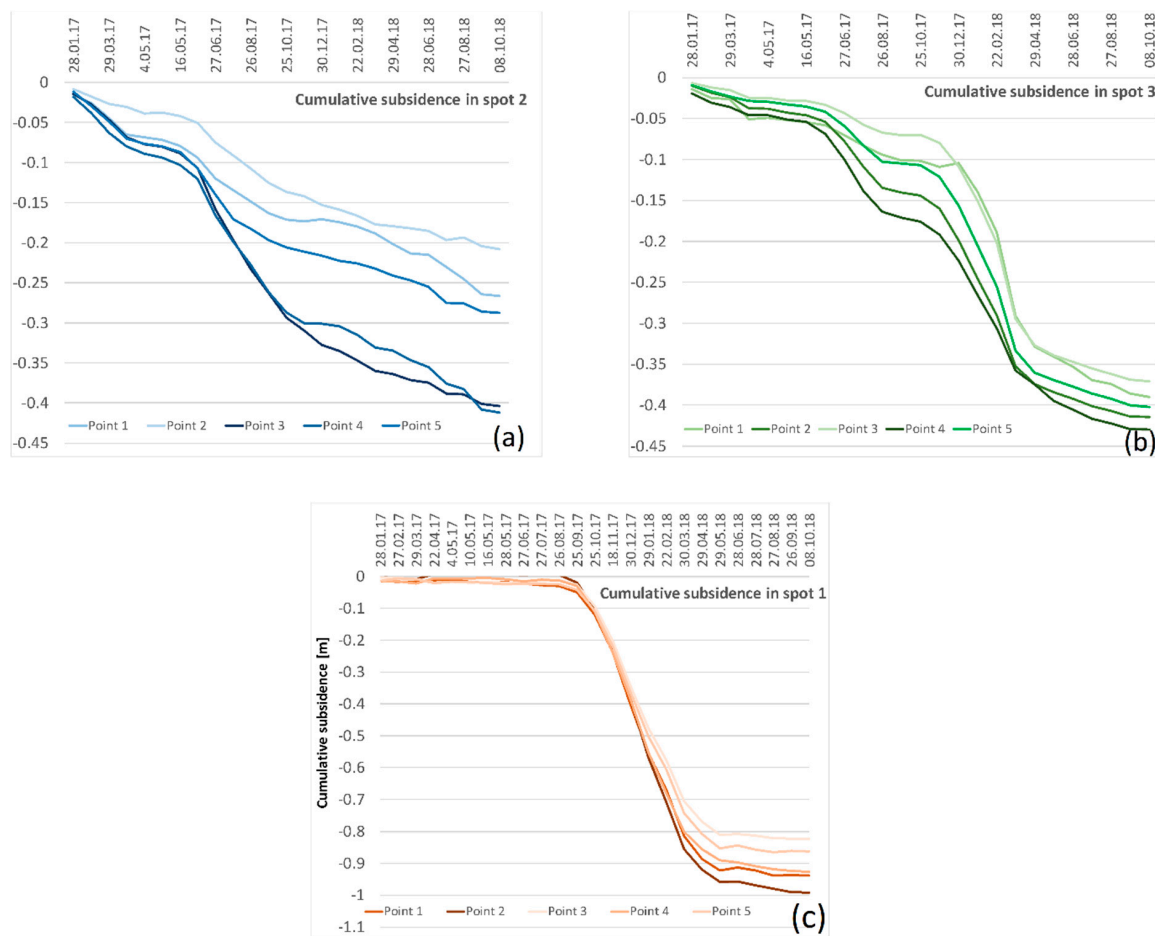 28.01.17 29.03.17 4.05.17 16.05.17 27.06.17 26.08.17 25.10.17 30.12.17 22.02.18 29.04.18 28.06.18 27.08.18 08.10.18
Cumulative subsidence in spot 2
0
-0.05
-0.1
-0.15
-0.2
-0.25
-0.3
-0.35
-0.4
-0.45
Point 1 Point 2 Point 3 Point 4 Point 5
(a)
28.01.17 29.03.17 4.05.17 16.05.17 27.06.17 26.08.17 25.10.17 30.12.17 22.02.18 29.04.18 28.06.18 27.08.18 08.10.18
Cumulative subsidence in spot 3
0
-0.05
-0.1
-0.15
-0.2
-0.25
-0.3
-0.35
-0.4
-0.45
Point 1 Point 2 Point 3 Point 4 Point 5
(b)
28.01.17 27.02.17 29.03.17 22.04.17 4.05.17 10.05.17 16.05.17 28.05.17 27.06.17 27.07.17 26.08.17 25.09.17 25.10.17 18.11.17 30.12.17 29.01.18 22.02.18 30.03.18 29.04.18 29.05.18 28.06.18 28.07.18 27.08.18 26.09.18 08.10.18
Cumulative subsidence in spot 1
Cumulative subsidence [m]
0
-0.1
-0.2
-0.3
-0.4
-0.5
-0.6
-0.7
-0.8
-0.9
-1
-1.1
Point 1 Point 2 Point 3 Point 4 Point 5
(c)